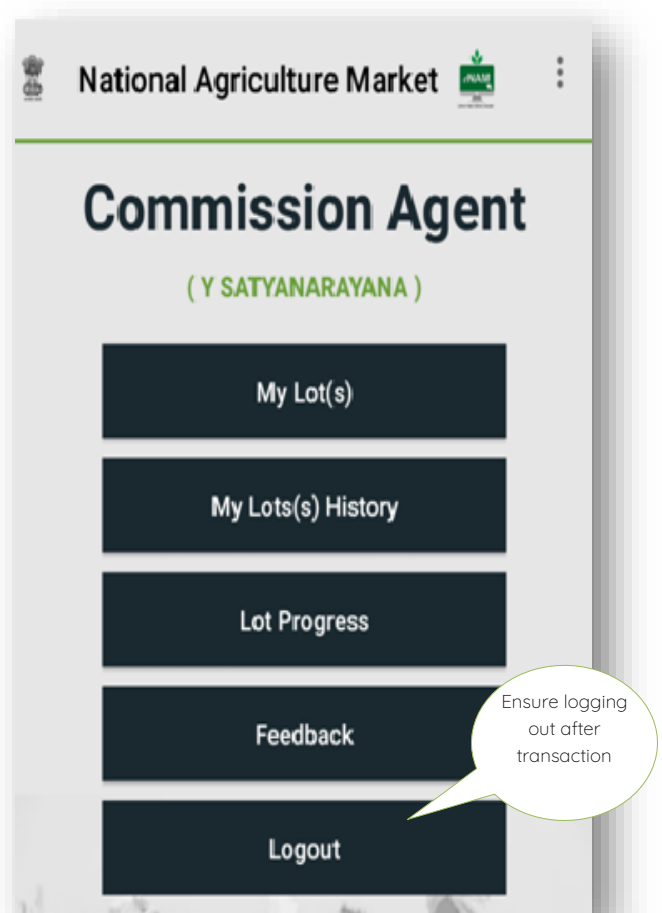 National Agriculture Market
Commission Agent
( Y SATYANARAYANA )
My Lot(s)
My Lots(s) History
Lot Progress
Feedback
Ensure logging
out after
transaction
Logout